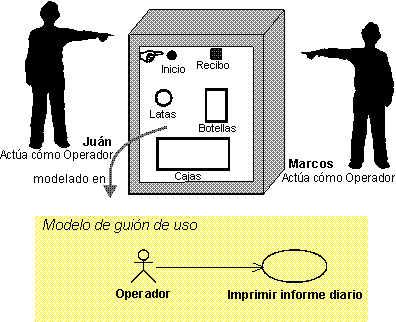 Inicio
Recibo
Latas
Botellas
Cajas
Juán
Actúa cómo Operador
modelado en
Marcos
Actúa cómo Operador
Modelo de guión de uso
Operador
Imprimir informe diario